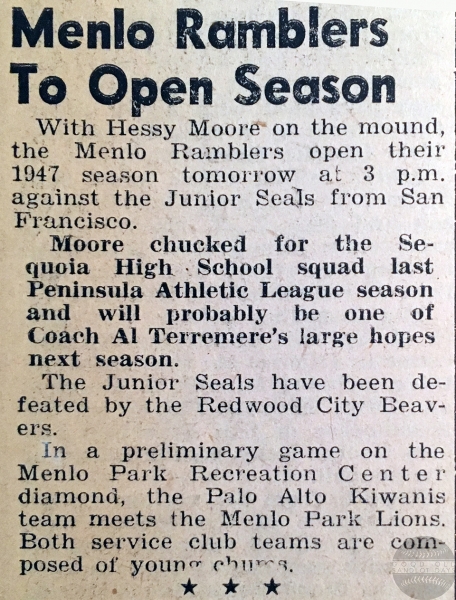 Menlo Ramblers
To Open Season
With Hessy Moore on the mound,
the Menlo Ramblers open their
1947 season tomorrow at 3 p.m.
against the Junior Seals from San
Francisco.
Moore chucked for the Se-
quoia High School squad last
Peninsula Athletic League season
and will probably be one of
Coach Al Terremere's large hopes
next season.
The Junior Seals have been de-
feated by the Redwood City Beav-
ers.
In a preliminary game on the
Menlo Park Recreation Center
diamond, the Palo Alto Kiwanis
team meets the Menlo Park Lions.
Both service club teams are com-
posed of young